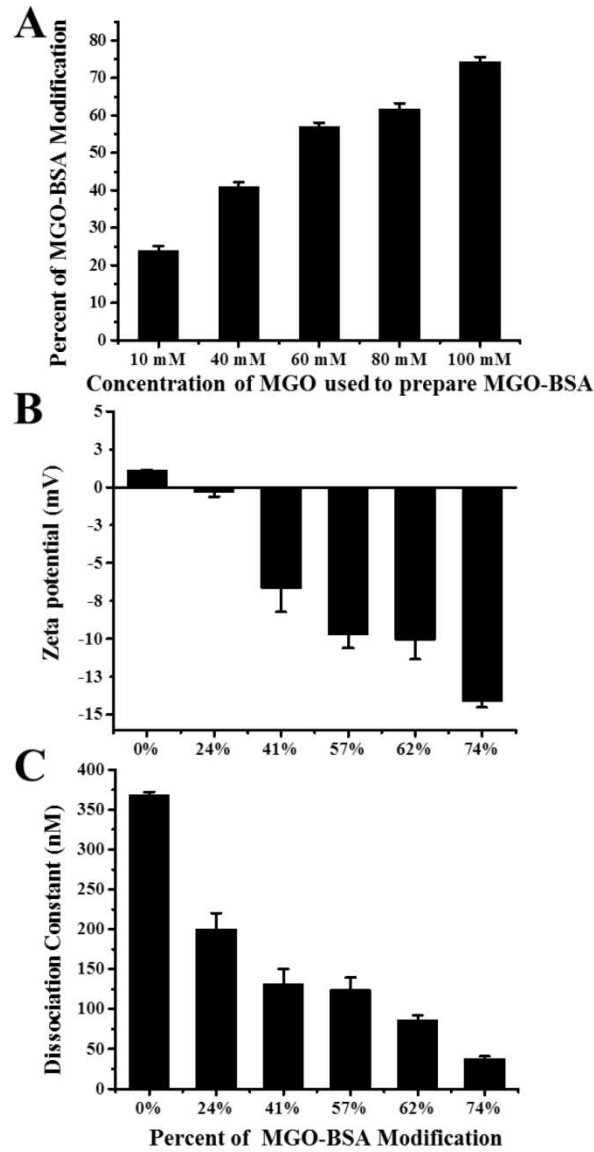 A
Percent of MGO-BSA Modification
80
70
60
50
40
30
20
10
0
10 mM 40 mM 60 mM 80 mM 100 mM
Concentration of MGO used to prepare MGO-BSA
B
Zeta potential (mV)
5
3
0
-3
-5
-8
-10
-13
-15
0% 24% 41% 57% 62% 74%
C
Dissociation Constant (nM)
400
350
300
250
200
150
100
50
0
0% 24% 41% 57% 62% 74%
Percent of MGO-BSA Modification